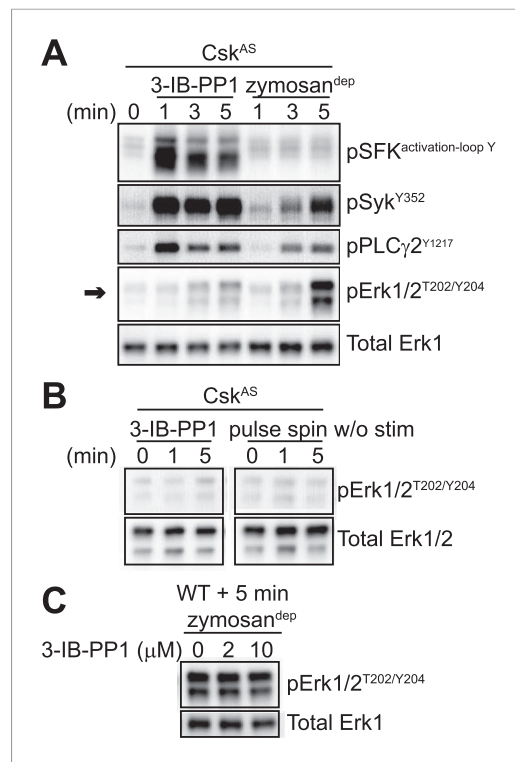 A
Csk^AS
3-IB-PP1 zymosan^dep
(min) 0 1 3 5 1 3 5
pSFK^activation-loop Y
pSyk^Y352
pPLCγ2^Y1217
➔ pErk1/2^T202/Y204
Total Erk1
B
Csk^AS
3-IB-PP1 pulse spin w/o stim
(min) 0 1 5 0 1 5
pErk1/2^T202/Y204
Total Erk1/2
C
WT + 5 min
zymosan^dep
3-IB-PP1 (μM) 0 2 10
pErk1/2^T202/Y204
Total Erk1